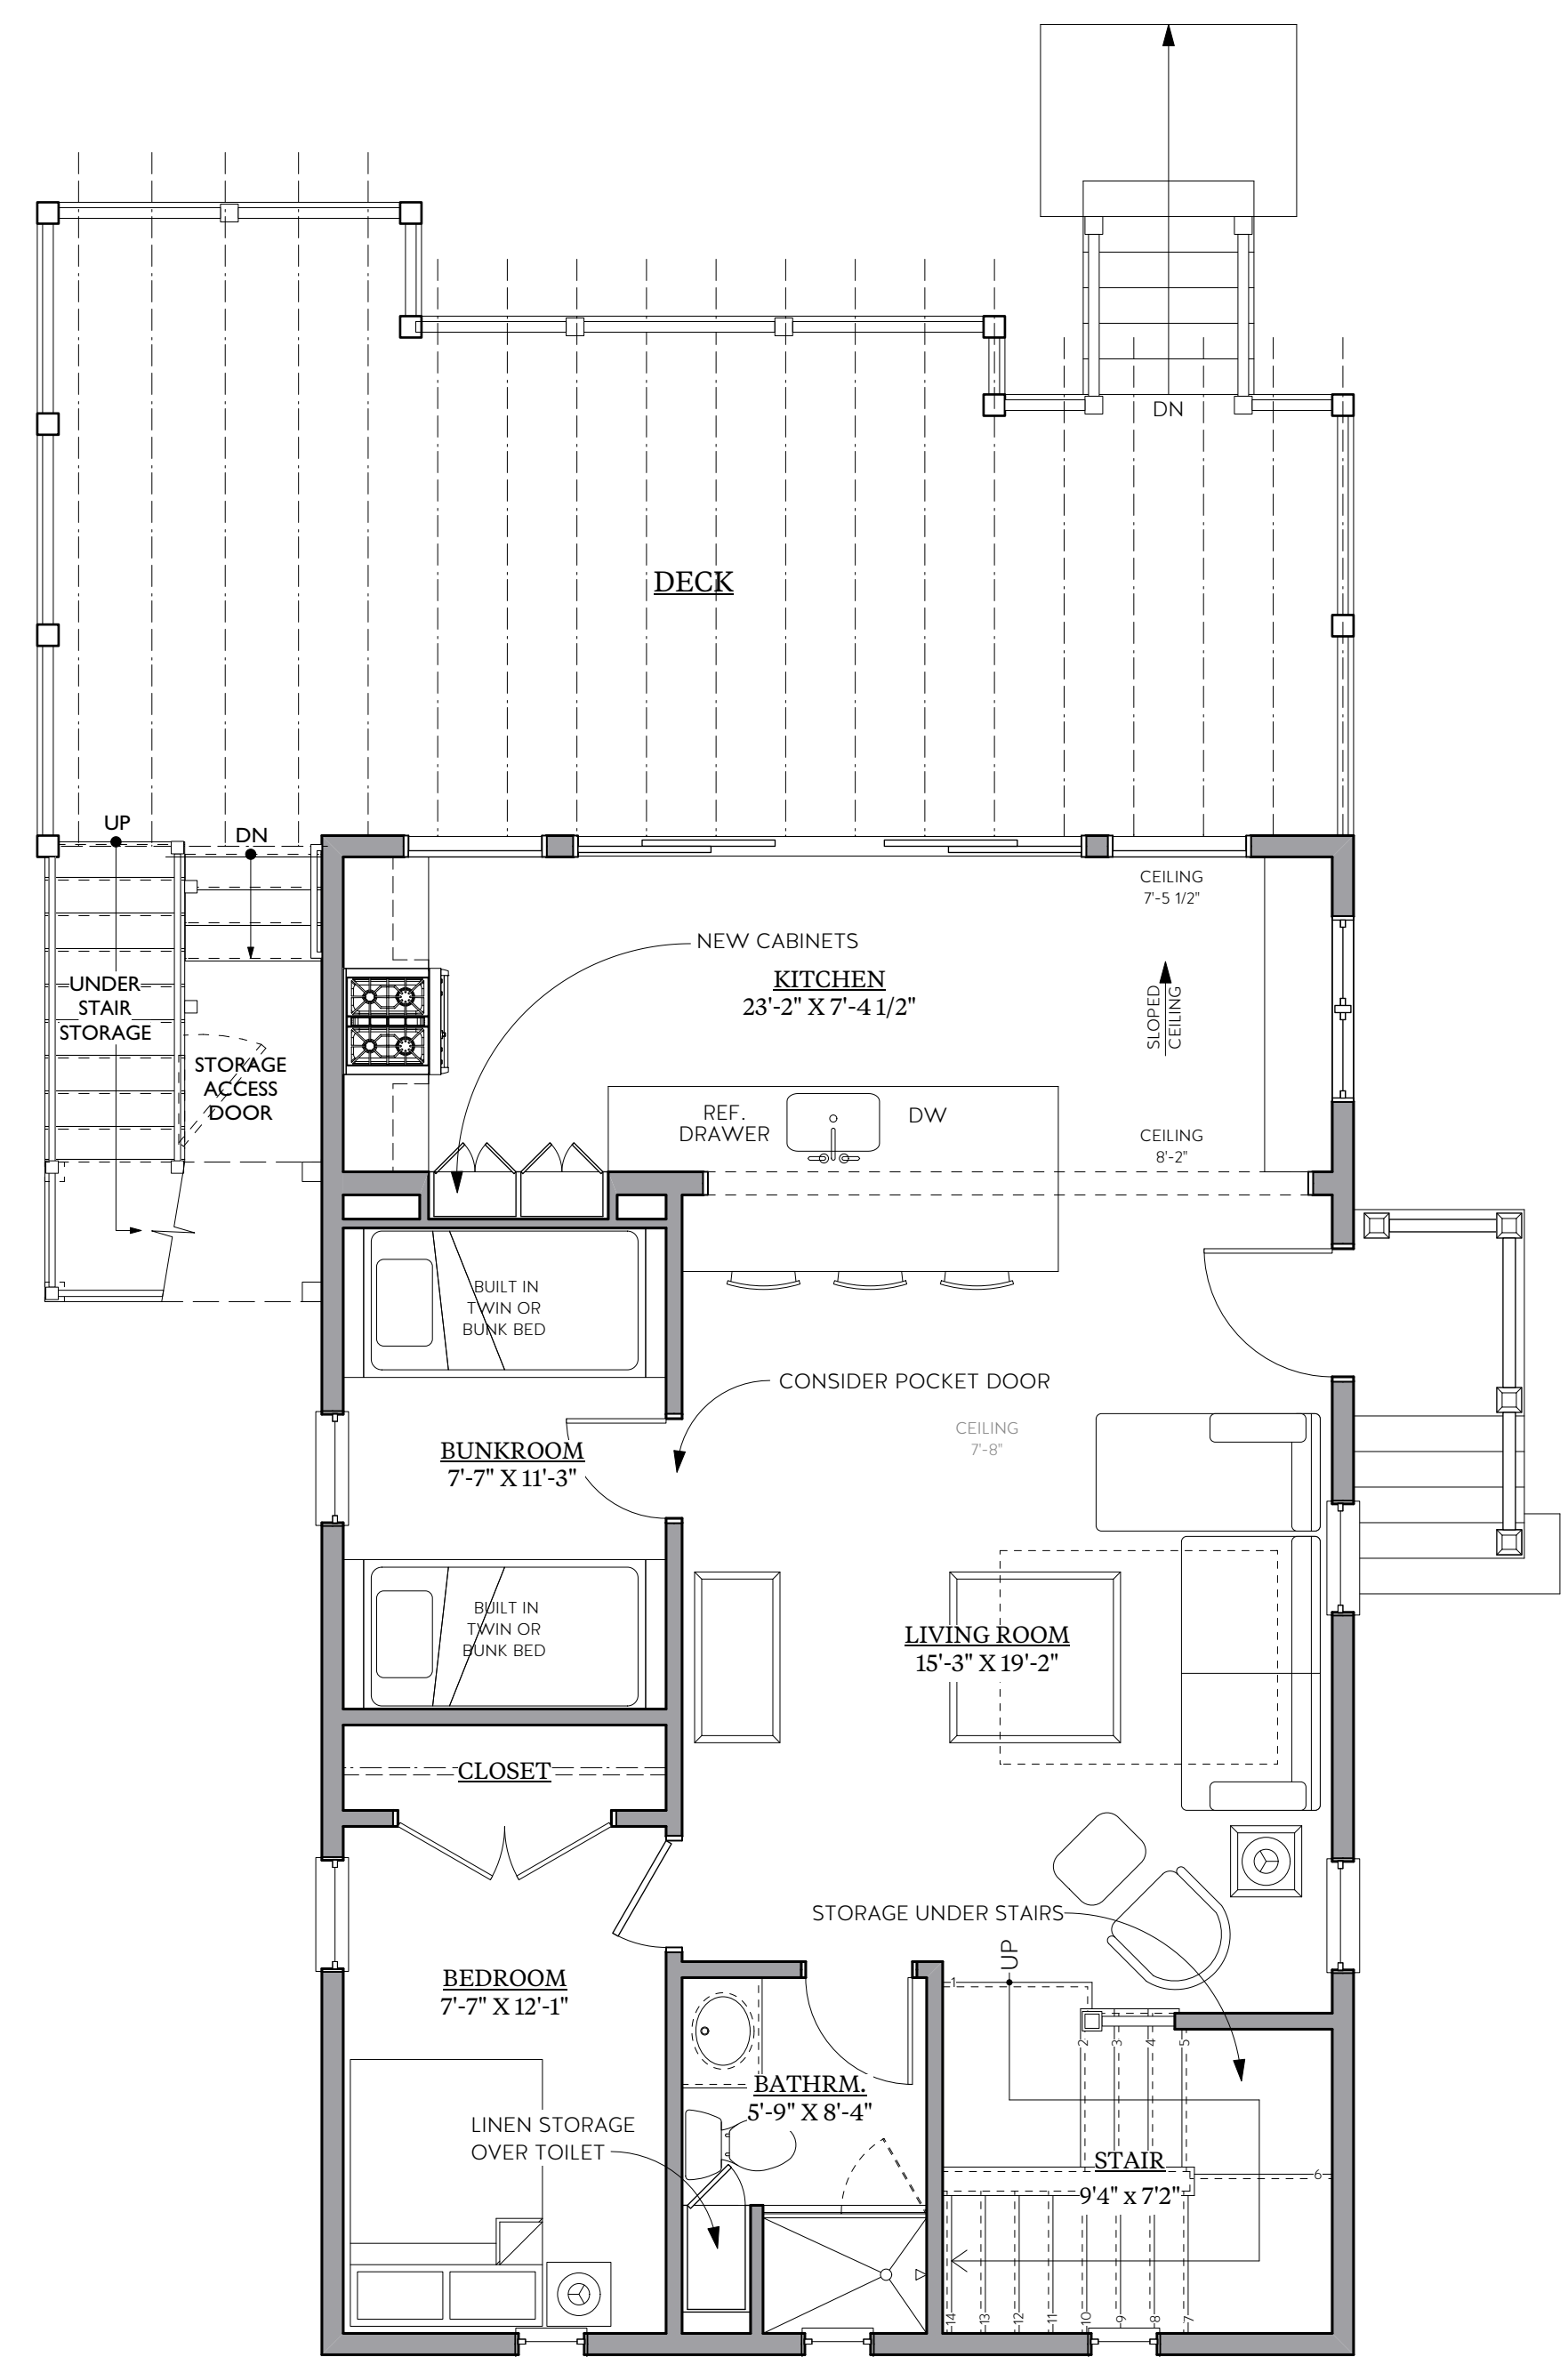 DN
DECK
UP
DN
CEILING
7'-5 1/2"
NEW CABINETS
KITCHEN
23'-2" X 7'-4 1/2"
UNDER
STAIR
STORAGE
SLOPED
CEILING
STORAGE
ACCESS
DOOR
REF.
DRAWER
DW
CEILING
8'-2"
BUILT IN
TWIN OR
BUNK BED
CONSIDER POCKET DOOR
CEILING
7'-8"
BUNKROOM
7'-7" X 11'-3"
BUILT IN
TWIN OR
BUNK BED
LIVING ROOM
15'-3" X 19'-2"
CLOSET
STORAGE UNDER STAIRS
UP
BEDROOM
7'-7" X 12'-1"
1
2
3
4
5
BATHRM.
5'-9" X 8'-4"
LINEN STORAGE
OVER TOILET
STAIR
9'4" x 7'2"
6
14
13
12
11
10
9
8
7